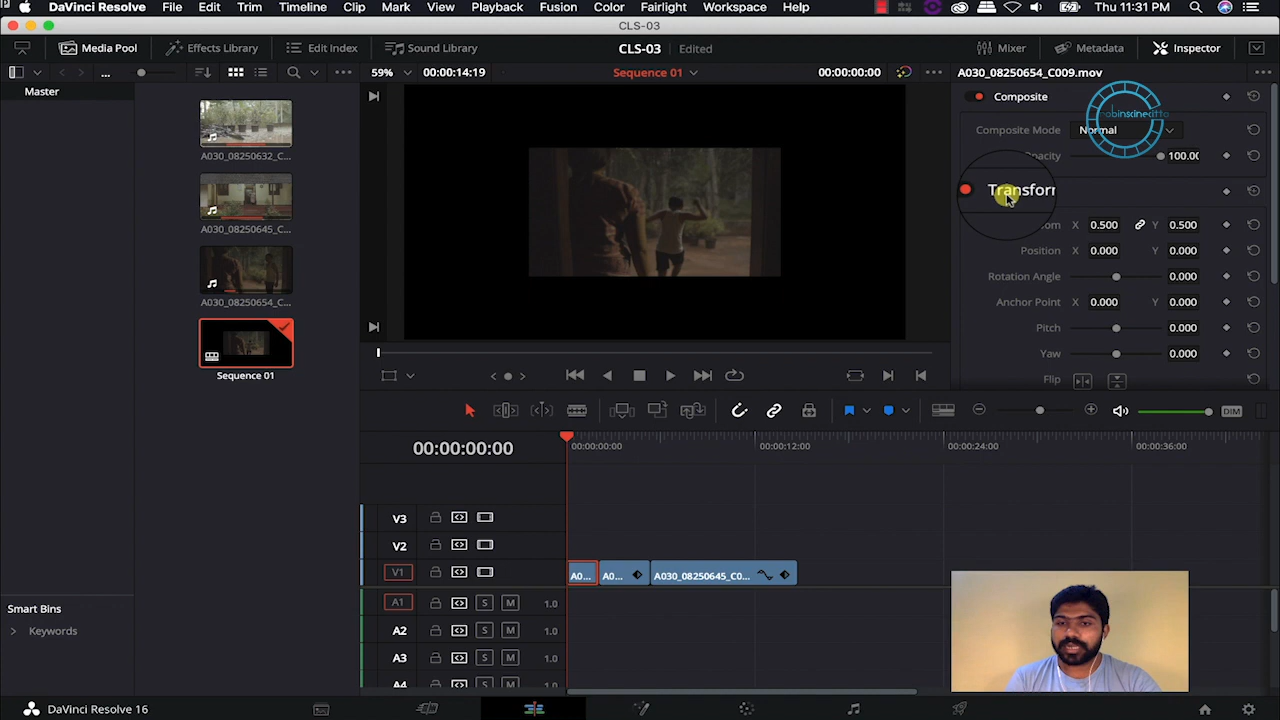 DaVinci Resolve File Edit Trim Timeline Clip Mark View Playback Fusion Color Fairlight Workspace Help Thu 11:31 PM
CLS-03
Media Pool Effects Library Edit Index Sound Library CLS-03 Edited Mixer Metadata Inspector
... 59% 00:00:14:19 Sequence 01 00:00:00:00 A030_08250654_C009.mov
Master
Composite
Composite Mode Normal
Opacity 100.00
Transform
oom X 0.500 Y 0.500
Position X 0.000 Y 0.000
Rotation Angle 0.000
Anchor Point X 0.000 Y 0.000
Pitch 0.000
Yaw 0.000
Flip
A030_08250632_C...
A030_08250645_C...
A030_08250654_C...
Sequence 01
DIM
00:00:00:00
00:00:00:00 00:00:12:00 00:00:24:00 00:00:36:00
V3
V2
V1 A0... A0... A030_08250645_C0...
A1 S M 1.0
A2 S M 1.0
A3 S M 1.0
A4
Smart Bins
Keywords
DaVinci Resolve 16